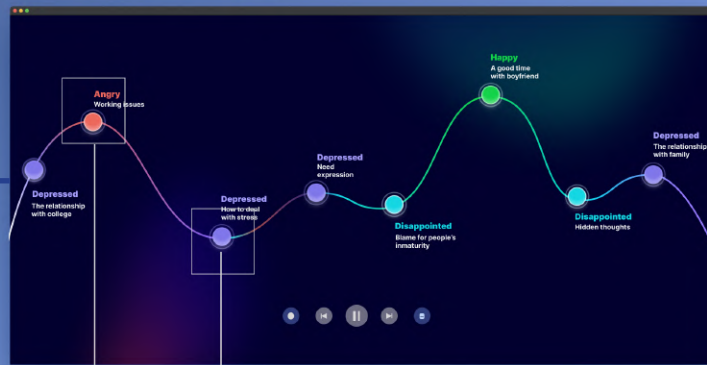 Angry
Working issues
Depressed
The relationship
with college
Depressed
How to deal
with stress
Depressed
Need
expression
Disappointed
Blame for people's
inmaturity
Happy
A good time
with boyfriend
Disappointed
Hidden thoughts
Depressed
The relationship
with family